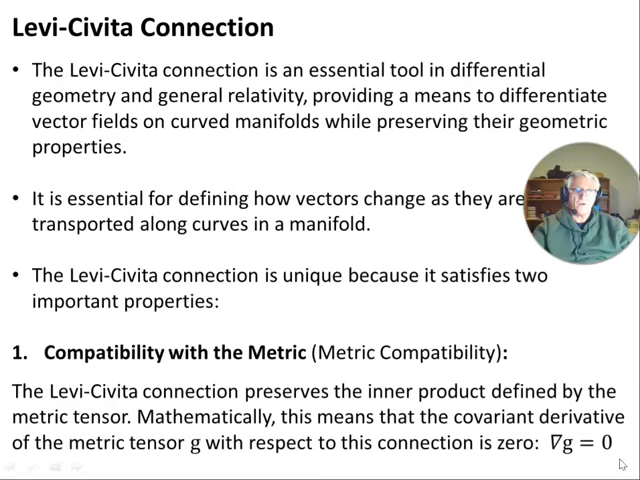 Levi-Civita Connection
• The Levi-Civita connection is an essential tool in differential
geometry and general relativity, providing a means to differentiate
vector fields on curved manifolds while preserving their geometric
properties.
• It is essential for defining how vectors change as they are
transported along curves in a manifold.
• The Levi-Civita connection is unique because it satisfies two
important properties:
1. Compatibility with the Metric (Metric Compatibility):
The Levi-Civita connection preserves the inner product defined by the
metric tensor. Mathematically, this means that the covariant derivative
of the metric tensor g with respect to this connection is zero: ∇g = 0